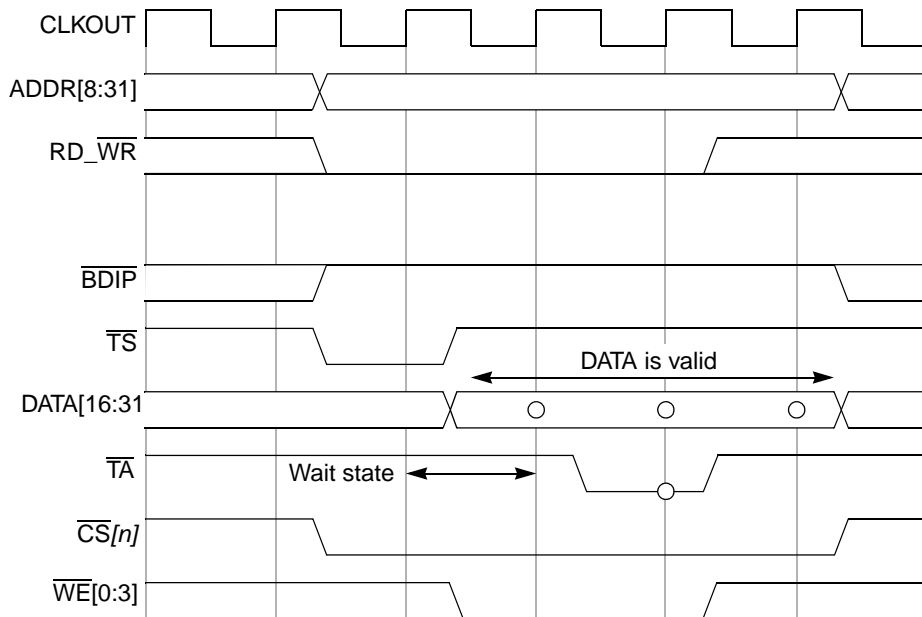 CLKOUT
ADDR[8:31]
RD_WR
BDIP
TS
DATA is valid
DATA[16:31
TA
Wait state
CS[n]
WE[0:3]